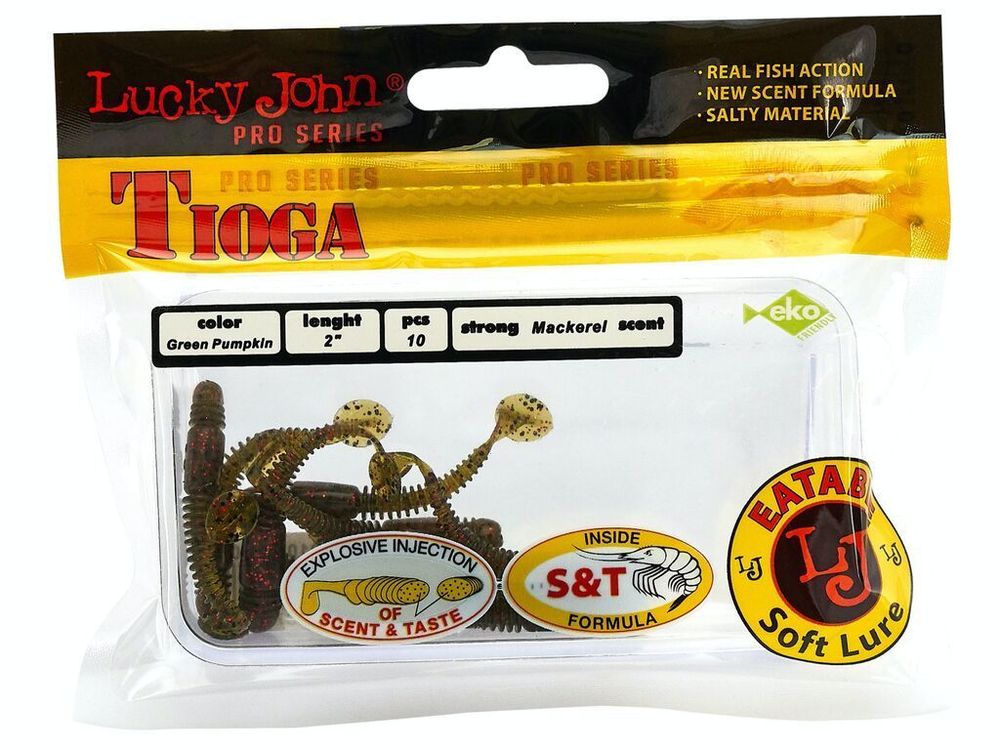 Lucky John®
PRO SERIES
· REAL FISH ACTION
· NEW SCENT FORMULA
· SALTY MATERIAL
PRO SERIES PRO SERIES
TIOGA
color
Green Pumpkin
lenght
2"
pcs
10
strong Mackerel scent
eko
FRIENDLY
EXPLOSIVE INJECTION
OF
SCENT & TASTE
INSIDE
S&T
FORMULA
LJ
LJ
LJ
Soft Lure